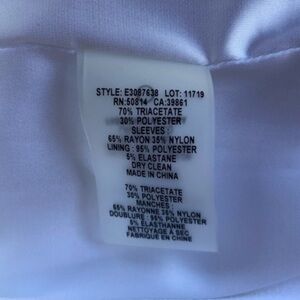 STYLE: E3087638 LOT: 11719
RN:50814 CA:39861
70% TRIACETATE
30% POLYESTER
SLEEVES :
65% RAYON 35% NYLON
LINING : 95% POLYESTER
5% ELASTANE
DRY CLEAN
MADE IN CHINA
70% TRIACETATE
30% POLYESTER
MANCHES :
65% RAYONNE 35% NYLON
DOUBLURE : 95% POLYESTER
5% ELASTHANNE
NETTOYAGE À SEC
FABRIQUE EN CHINE